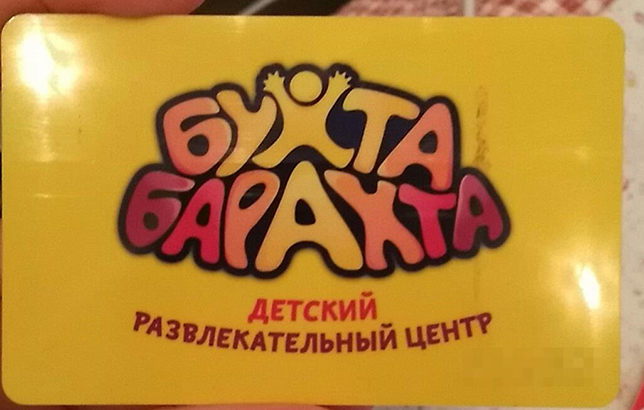 БУХТА
БАРАХТА
ДЕТСКИЙ
РАЗВЛЕКАТЕЛЬНЫЙ ЦЕНТР